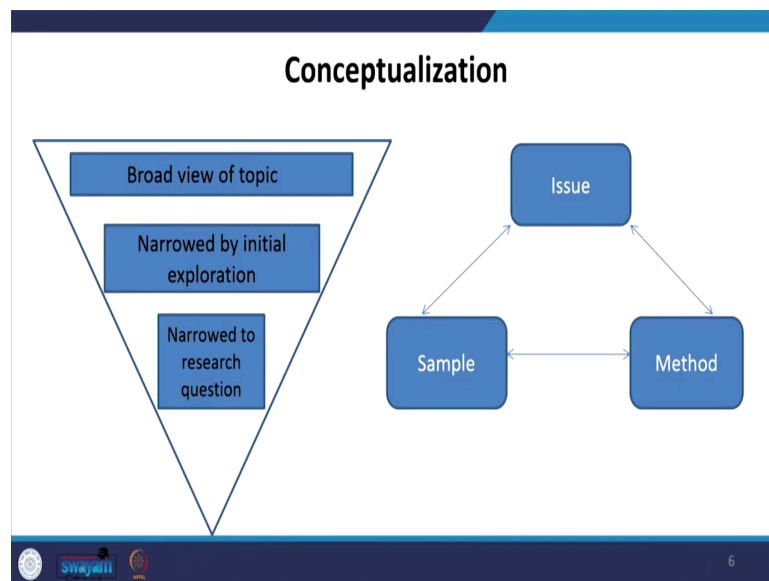 Conceptualization
Broad view of topic
Narrowed by initial
exploration
Narrowed to
research
question
Issue
Sample
Method
swayam
6